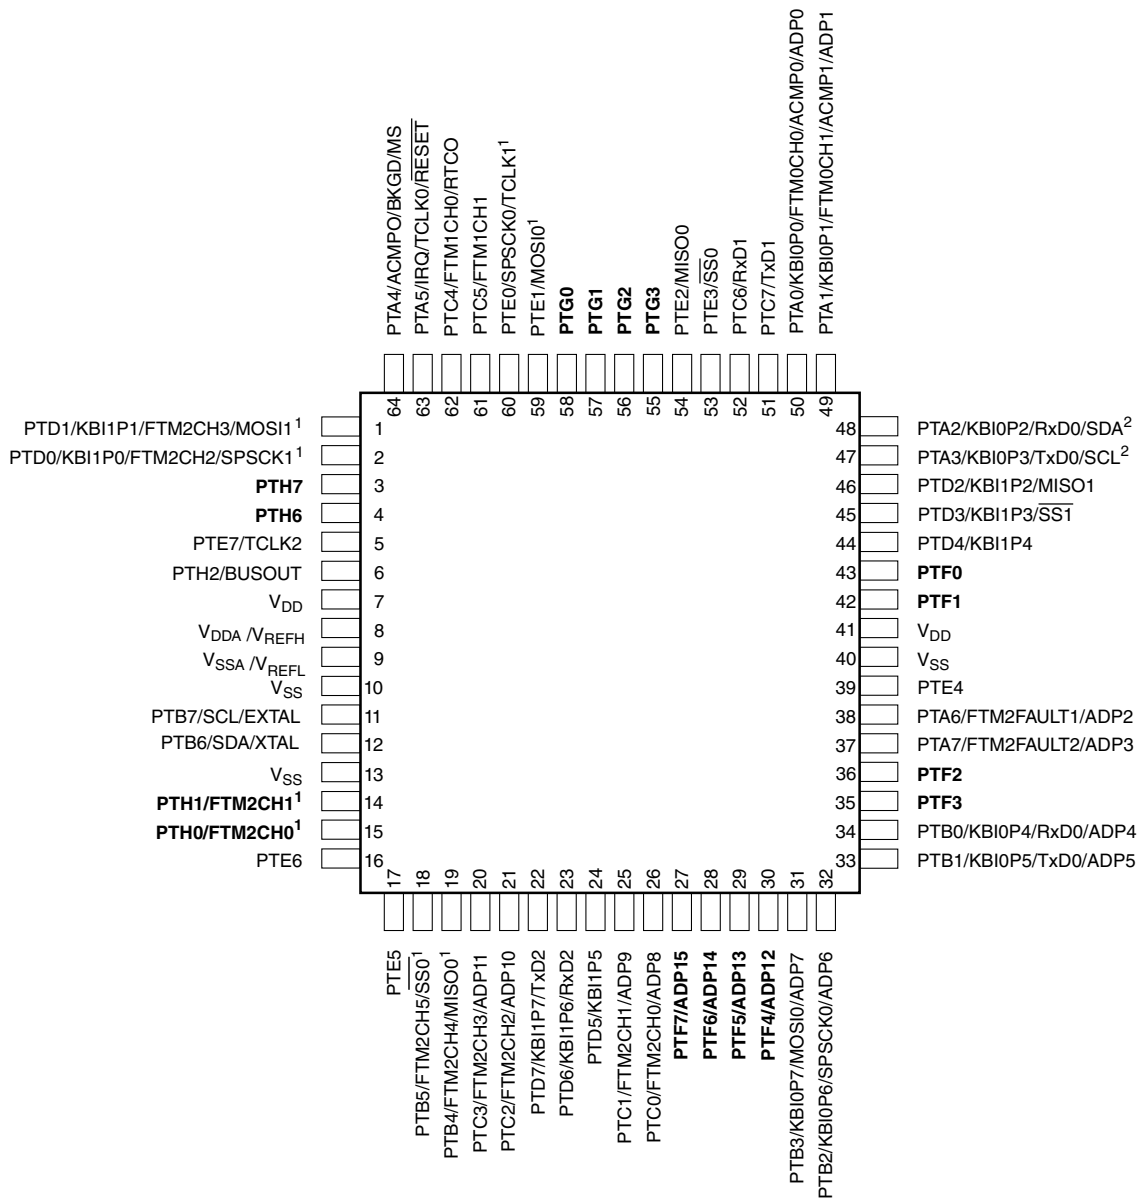 PTA4/ACMPO/BKGD/MS
PTA5/IRQ/TCLK0/RESET
PTC4/FTM1CH0/RTCO
PTC5/FTM1CH1
PTE0/SPSCK0/TCLK1¹
PTE1/MOSI0¹
PTG0
PTG1
PTG2
PTG3
PTE2/MISO0
PTE3/SS0
PTC6/RxD1
PTC7/TxD1
PTA0/KBI0P0/FTM0CH0/ACMP0/ADP0
PTA1/KBI0P1/FTM0CH1/ACMP1/ADP1
64 63 62 61 60 59 58 57 56 55 54 53 52 51 50 49
PTD1/KBI1P1/FTM2CH3/MOSI1¹ 1
PTD0/KBI1P0/FTM2CH2/SPSCK1¹ 2
PTH7 3
PTH6 4
PTE7/TCLK2 5
PTH2/BUSOUT 6
VDD 7
VDDA /VREFH 8
VSSA /VREFL 9
VSS 10
PTB7/SCL/EXTAL 11
PTB6/SDA/XTAL 12
VSS 13
PTH1/FTM2CH1¹ 14
PTH0/FTM2CH0¹ 15
PTE6 16
48 PTA2/KBI0P2/RxD0/SDA²
47 PTA3/KBI0P3/TxD0/SCL²
46 PTD2/KBI1P2/MISO1
45 PTD3/KBI1P3/SS1
44 PTD4/KBI1P4
43 PTF0
42 PTF1
41 VDD
40 VSS
39 PTE4
38 PTA6/FTM2FAULT1/ADP2
37 PTA7/FTM2FAULT2/ADP3
36 PTF2
35 PTF3
34 PTB0/KBI0P4/RxD0/ADP4
33 PTB1/KBI0P5/TxD0/ADP5
17 18 19 20 21 22 23 24 25 26 27 28 29 30 31 32
PTE5
PTB5/FTM2CH5/SS0¹
PTB4/FTM2CH4/MISO0¹
PTC3/FTM2CH3/ADP11
PTC2/FTM2CH2/ADP10
PTD7/KBI1P7/TxD2
PTD6/KBI1P6/RxD2
PTD5/KBI1P5
PTC1/FTM2CH1/ADP9
PTC0/FTM2CH0/ADP8
PTF7/ADP15
PTF6/ADP14
PTF5/ADP13
PTF4/ADP12
PTB3/KBI0P7/MOSI0/ADP7
PTB2/KBI0P6/SPSCK0/ADP6